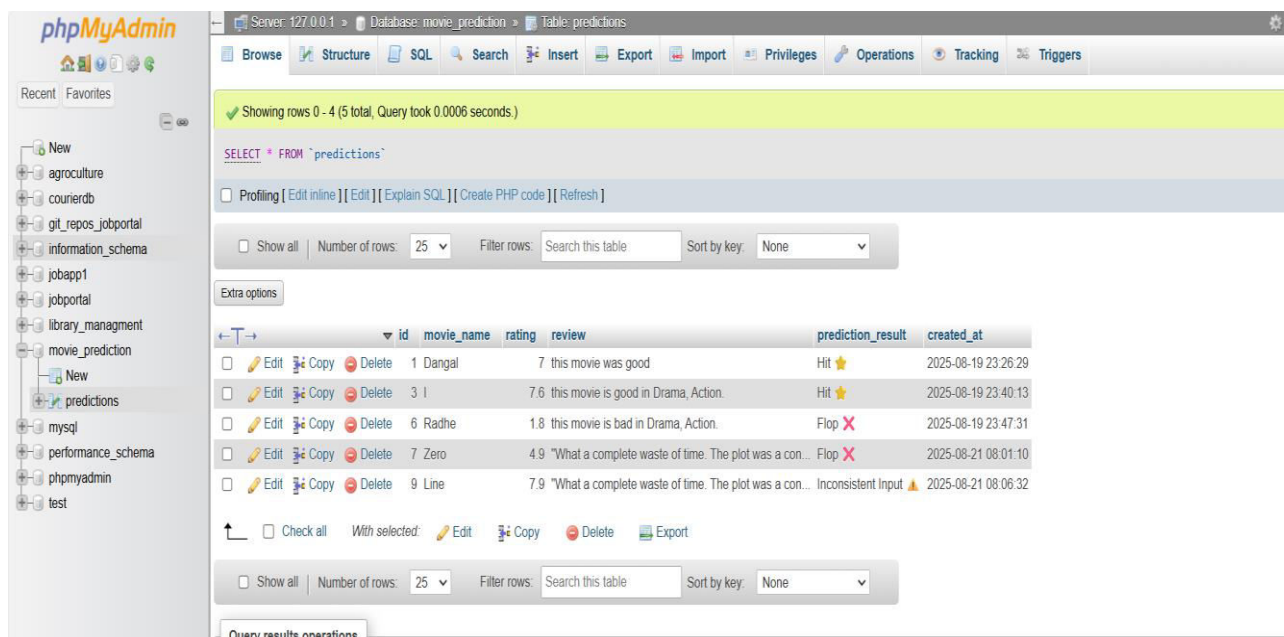 phpMyAdmin
Recent Favorites
New
agroculture
courierdb
git_repos_jobportal
information_schema
jobapp1
jobportal
library_managment
movie_prediction
New
predictions
mysql
performance_schema
phpmyadmin
test
Server: 127.0.0.1 » Database: movie_prediction » Table: predictions
Browse Structure SQL Search Insert Export Import Privileges Operations Tracking Triggers
Showing rows 0 - 4 (5 total, Query took 0.0006 seconds.)
SELECT * FROM `predictions`
Profiling [ Edit inline ] [ Edit ] [ Explain SQL ] [ Create PHP code ] [ Refresh ]
Show all | Number of rows: 25 Filter rows: Search this table Sort by key: None
Extra options
←T→ id movie_name rating review prediction_result created_at
Edit Copy Delete 1 Dangal 7 this movie was good Hit ⭐ 2025-08-19 23:26:29
Edit Copy Delete 3 I 7.6 this movie is good in Drama, Action. Hit ⭐ 2025-08-19 23:40:13
Edit Copy Delete 6 Radhe 1.8 this movie is bad in Drama, Action. Flop ❌ 2025-08-19 23:47:31
Edit Copy Delete 7 Zero 4.9 "What a complete waste of time. The plot was a con... Flop ❌ 2025-08-21 08:01:10
Edit Copy Delete 9 Line 7.9 "What a complete waste of time. The plot was a con... Inconsistent Input ⚠ 2025-08-21 08:06:32
Check all With selected: Edit Copy Delete Export
Show all | Number of rows: 25 Filter rows: Search this table Sort by key: None
Query results operations